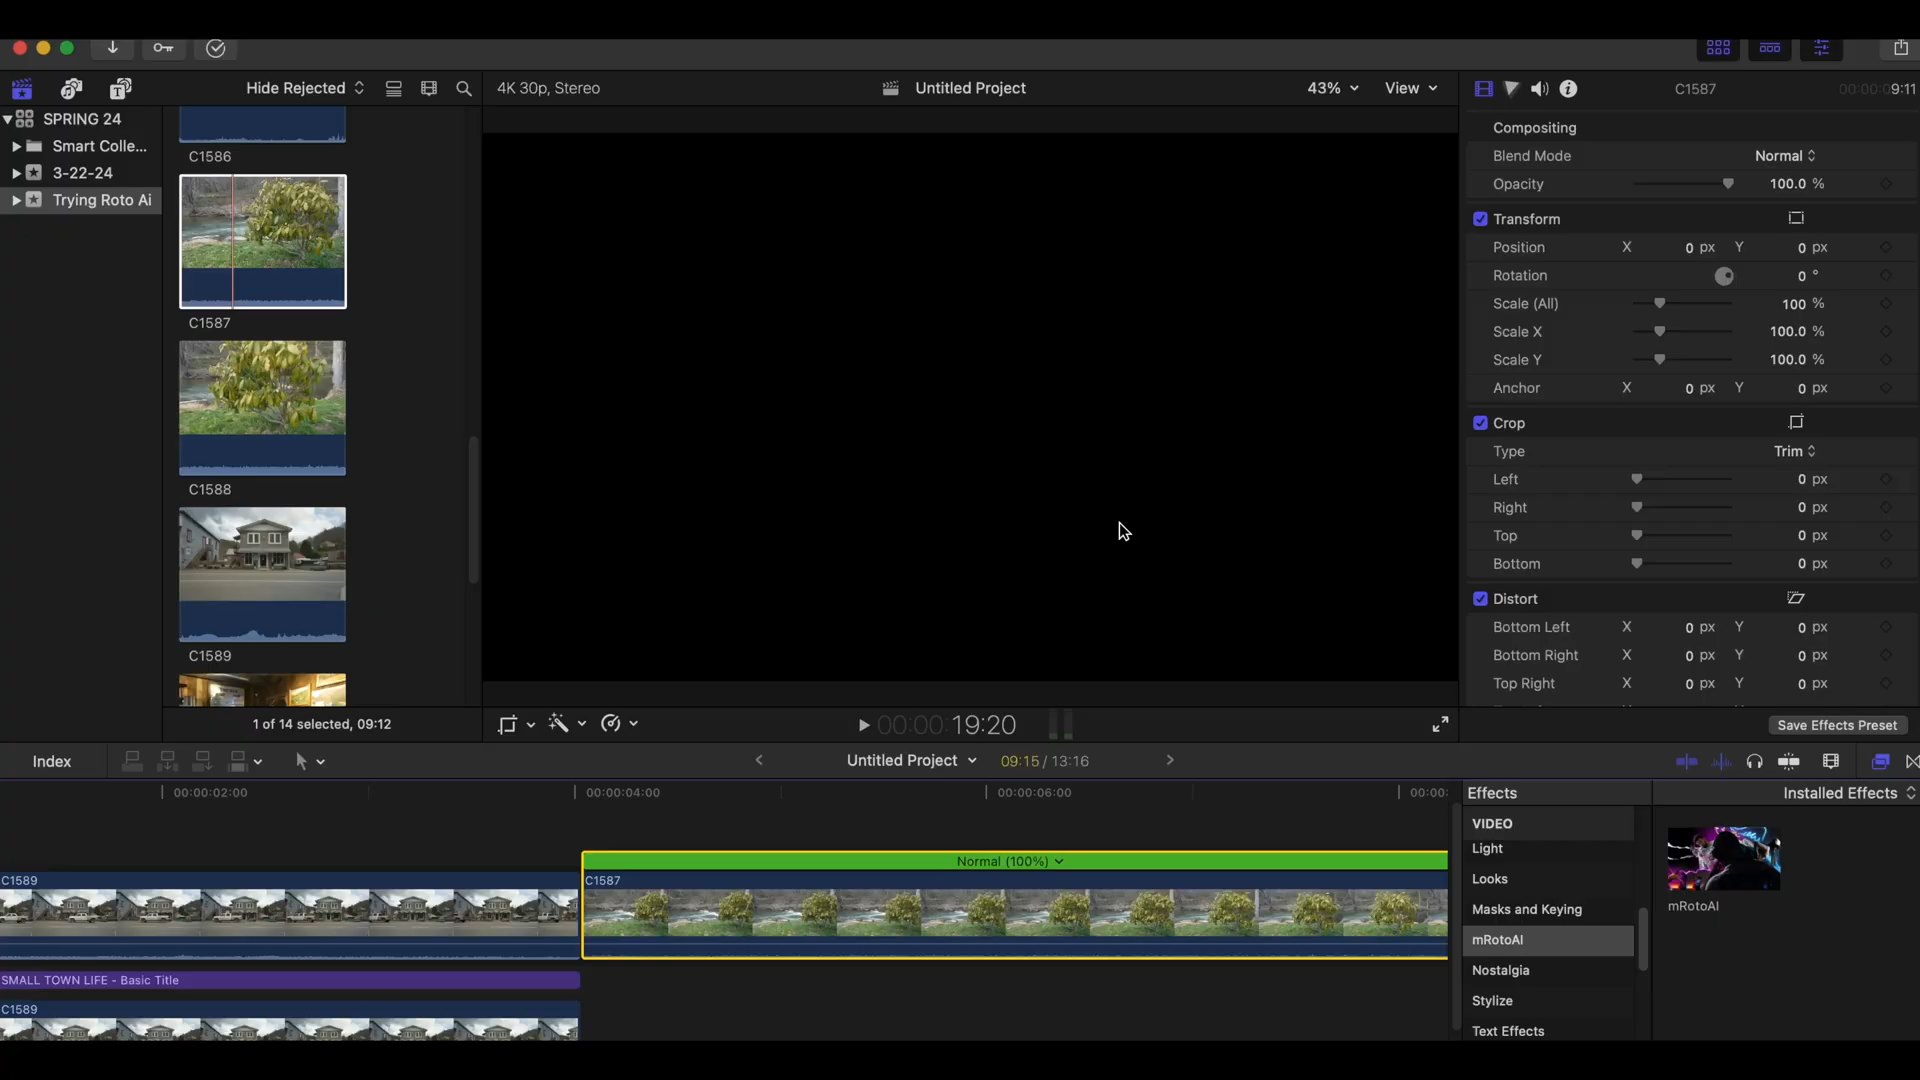 Hide Rejected
4K 30p, Stereo
Untitled Project
43%
View
C1587
00:00:09:11
SPRING 24
Smart Colle...
3-22-24
Trying Roto Ai
C1586
C1587
C1588
C1589
1 of 14 selected, 09:12
Compositing
Blend Mode Normal
Opacity 100.0 %
Transform
Position X 0 px Y 0 px
Rotation 0 °
Scale (All) 100 %
Scale X 100.0 %
Scale Y 100.0 %
Anchor X 0 px Y 0 px
Crop
Type Trim
Left 0 px
Right 0 px
Top 0 px
Bottom 0 px
Distort
Bottom Left X 0 px Y 0 px
Bottom Right X 0 px Y 0 px
Top Right X 0 px Y 0 px
00:00:19:20
Save Effects Preset
Index
Untitled Project
09:15 / 13:16
00:00:02:00
00:00:04:00
00:00:06:00
00:00:
Normal (100%)
C1589
C1587
SMALL TOWN LIFE - Basic Title
C1589
Effects
Installed Effects
VIDEO
Light
Looks
Masks and Keying
mRotoAI
Nostalgia
Stylize
Text Effects
mRotoAI